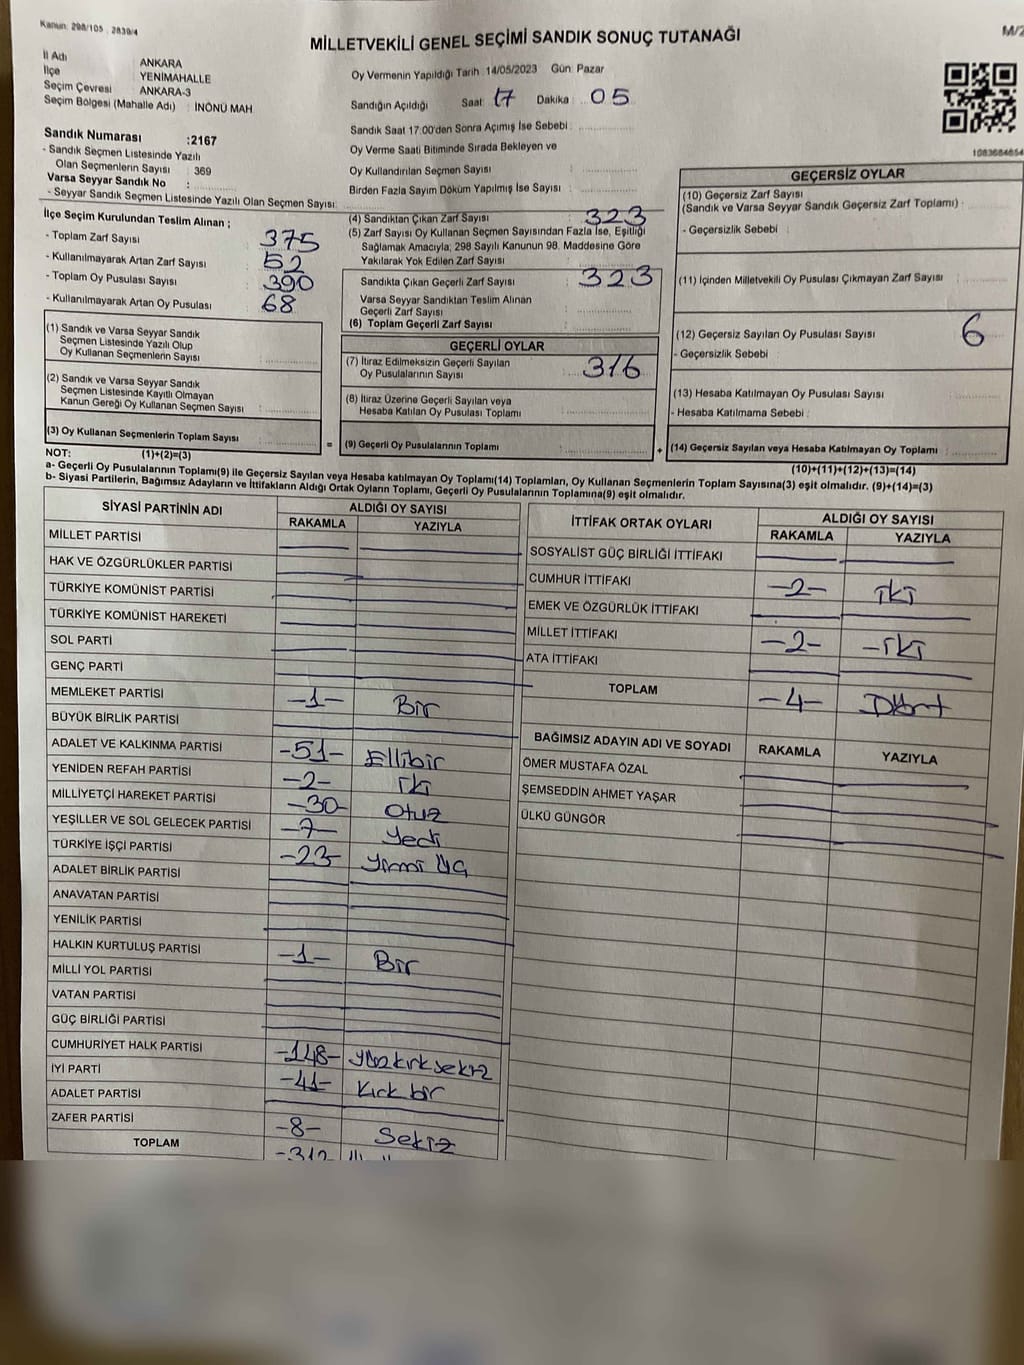 Kanun: 298/105 , 2839/4
MİLLETVEKİLİ GENEL SEÇİMİ SANDIK SONUÇ TUTANAĞI
M/2
İl Adı ANKARA
İlçe YENİMAHALLE
Seçim Çevresi ANKARA-3
Seçim Bölgesi (Mahalle Adı) : İNÖNÜ MAH
Sandık Numarası :2167
- Sandık Seçmen Listesinde Yazılı
Olan Seçmenlerin Sayısı : 369
Varsa Seyyar Sandık No :
- Seyyar Sandık Seçmen Listesinde Yazılı Olan Seçmen Sayısı:
Oy Vermenin Yapıldığı Tarih :14/05/2023 Gün: Pazar
Sandığın Açıldığı Saat: 17 Dakika : 05
Sandık Saat 17:00'den Sonra Açımış İse Sebebi :
Oy Verme Saati Bitiminde Sırada Bekleyen ve
Oy Kullandırılan Seçmen Sayısı :
Birden Fazla Sayım Döküm Yapılmış İse Sayısı :
1083684654
İlçe Seçim Kurulundan Teslim Alınan ;
- Toplam Zarf Sayısı : 375
- Kullanılmayarak Artan Zarf Sayısı : 52
- Toplam Oy Pusulası Sayısı : 390
- Kullanılmayarak Artan Oy Pusulası : 68
(1) Sandık ve Varsa Seyyar Sandık
Seçmen Listesinde Yazılı Olup
Oy Kullanan Seçmenlerin Sayısı :
(2) Sandık ve Varsa Seyyar Sandık
Seçmen Listesinde Kayıtlı Olmayan
Kanun Gereği Oy Kullanan Seçmen Sayısı :
(3) Oy Kullanan Seçmenlerin Toplam Sayısı :
(4) Sandıktan Çıkan Zarf Sayısı : 323
(5) Zarf Sayısı Oy Kullanan Seçmen Sayısından Fazla İse, Eşitliği
Sağlamak Amacıyla, 298 Sayılı Kanunun 98. Maddesine Göre
Yakılarak Yok Edilen Zarf Sayısı :
Sandıkta Çıkan Geçerli Zarf Sayısı : 323
Varsa Seyyar Sandıktan Teslim Alınan
Geçerli Zarf Sayısı :
(6) Toplam Geçerli Zarf Sayısı :
GEÇERLİ OYLAR
(7) İtiraz Edilmeksizin Geçerli Sayılan
Oy Pusulalarının Sayısı : 316
(8) İtiraz Üzerine Geçerli Sayılan veya
Hesaba Katılan Oy Pusulası Toplamı :
= (9) Geçerli Oy Pusulalarının Toplamı :
GEÇERSİZ OYLAR
(10) Geçersiz Zarf Sayısı
(Sandık ve Varsa Seyyar Sandık Geçersiz Zarf Toplamı) :
- Geçersizlik Sebebi :
(11) İçinden Milletvekili Oy Pusulası Çıkmayan Zarf Sayısı :
(12) Geçersiz Sayılan Oy Pusulası Sayısı : 6
- Geçersizlik Sebebi :
(13) Hesaba Katılmayan Oy Pusulası Sayısı :
- Hesaba Katılmama Sebebi :
+ (14) Geçersiz Sayılan veya Hesaba Katılmayan Oy Toplamı :
NOT: (1)+(2)=(3)
(10)+(11)+(12)+(13)=(14)
a- Geçerli Oy Pusulalarının Toplamı(9) ile Geçersiz Sayılan veya Hesaba katılmayan Oy Toplamı(14) Toplamları, Oy Kullanan Seçmenlerin Toplam Sayısına(3) eşit olmalıdır. (9)+(14)=(3)
b- Siyasi Partilerin, Bağımsız Adayların ve İttifakların Aldığı Ortak Oyların Toplamı, Geçerli Oy Pusulalarının Toplamına(9) eşit olmalıdır.
SİYASİ PARTİNİN ADI ALDIĞI OY SAYISI
RAKAMLA YAZIYLA
MİLLET PARTİSİ
HAK VE ÖZGÜRLÜKLER PARTİSİ
TÜRKİYE KOMÜNİST PARTİSİ
TÜRKİYE KOMÜNİST HAREKETİ
SOL PARTİ
GENÇ PARTİ
MEMLEKET PARTİSİ -1- Bir
BÜYÜK BİRLİK PARTİSİ
ADALET VE KALKINMA PARTİSİ -51- Ellibir
YENİDEN REFAH PARTİSİ -2- iki
MİLLİYETÇİ HAREKET PARTİSİ -30- Otuz
YEŞİLLER VE SOL GELECEK PARTİSİ -7- Yedi
TÜRKİYE İŞÇİ PARTİSİ -23- Yirmi üç
ADALET BİRLİK PARTİSİ
ANAVATAN PARTİSİ
YENİLİK PARTİSİ
HALKIN KURTULUŞ PARTİSİ -1- Bir
MİLLİ YOL PARTİSİ
VATAN PARTİSİ
GÜÇ BİRLİĞİ PARTİSİ
CUMHURİYET HALK PARTİSİ -148- yüzkırksekiz
İYİ PARTİ -41- Kırk bir
ADALET PARTİSİ
ZAFER PARTİSİ -8- Sekiz
TOPLAM -312
İTTİFAK ORTAK OYLARI ALDIĞI OY SAYISI
RAKAMLA YAZIYLA
SOSYALİST GÜÇ BİRLİĞİ İTTİFAKI
CUMHUR İTTİFAKI -2- iki
EMEK VE ÖZGÜRLÜK İTTİFAKI
MİLLET İTTİFAKI -2- -iki
ATA İTTİFAKI
TOPLAM -4- Dört
BAĞIMSIZ ADAYIN ADI VE SOYADI RAKAMLA YAZIYLA
ÖMER MUSTAFA ÖZAL
ŞEMSEDDİN AHMET YAŞAR
ÜLKÜ GÜNGÖR